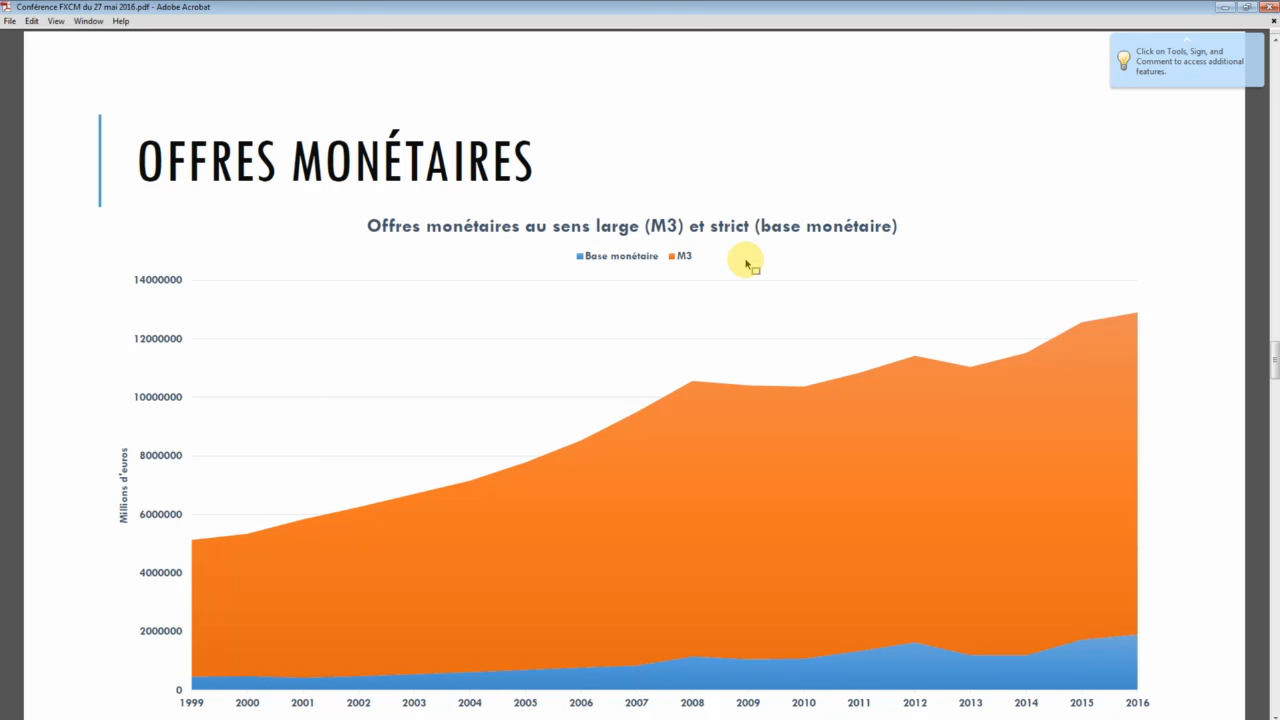 Conférence FXCM du 27 mai 2016.pdf - Adobe Acrobat
File Edit View Window Help
Click on Tools, Sign, and
Comment to access additional
features.
OFFRES MONÉTAIRES
Offres monétaires au sens large (M3) et strict (base monétaire)
Base monétaire M3
14000000
12000000
10000000
8000000
6000000
4000000
2000000
0
Millions d'euros
1999 2000 2001 2002 2003 2004 2005 2006 2007 2008 2009 2010 2011 2012 2013 2014 2015 2016